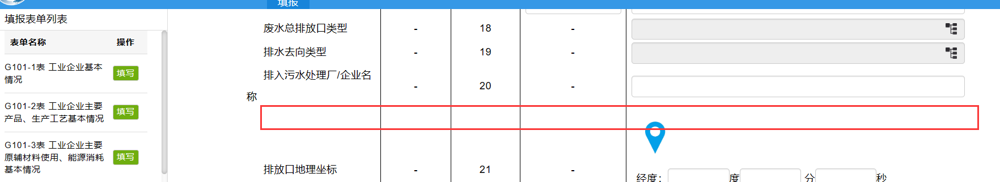 填报
填报表单列表
表单名称 操作
G101-1表 工业企业基本
情况
填写
G101-2表 工业企业主要
产品、生产工艺基本情况
填写
G101-3表 工业企业主要
原辅材料使用、能源消耗
基本情况
填写
废水总排放口类型 - 18 -
排水去向类型 - 19 -
排入污水处理厂/企业名
称 - 20 -
排放口地理坐标 - 21 -
经度: 度 分 秒